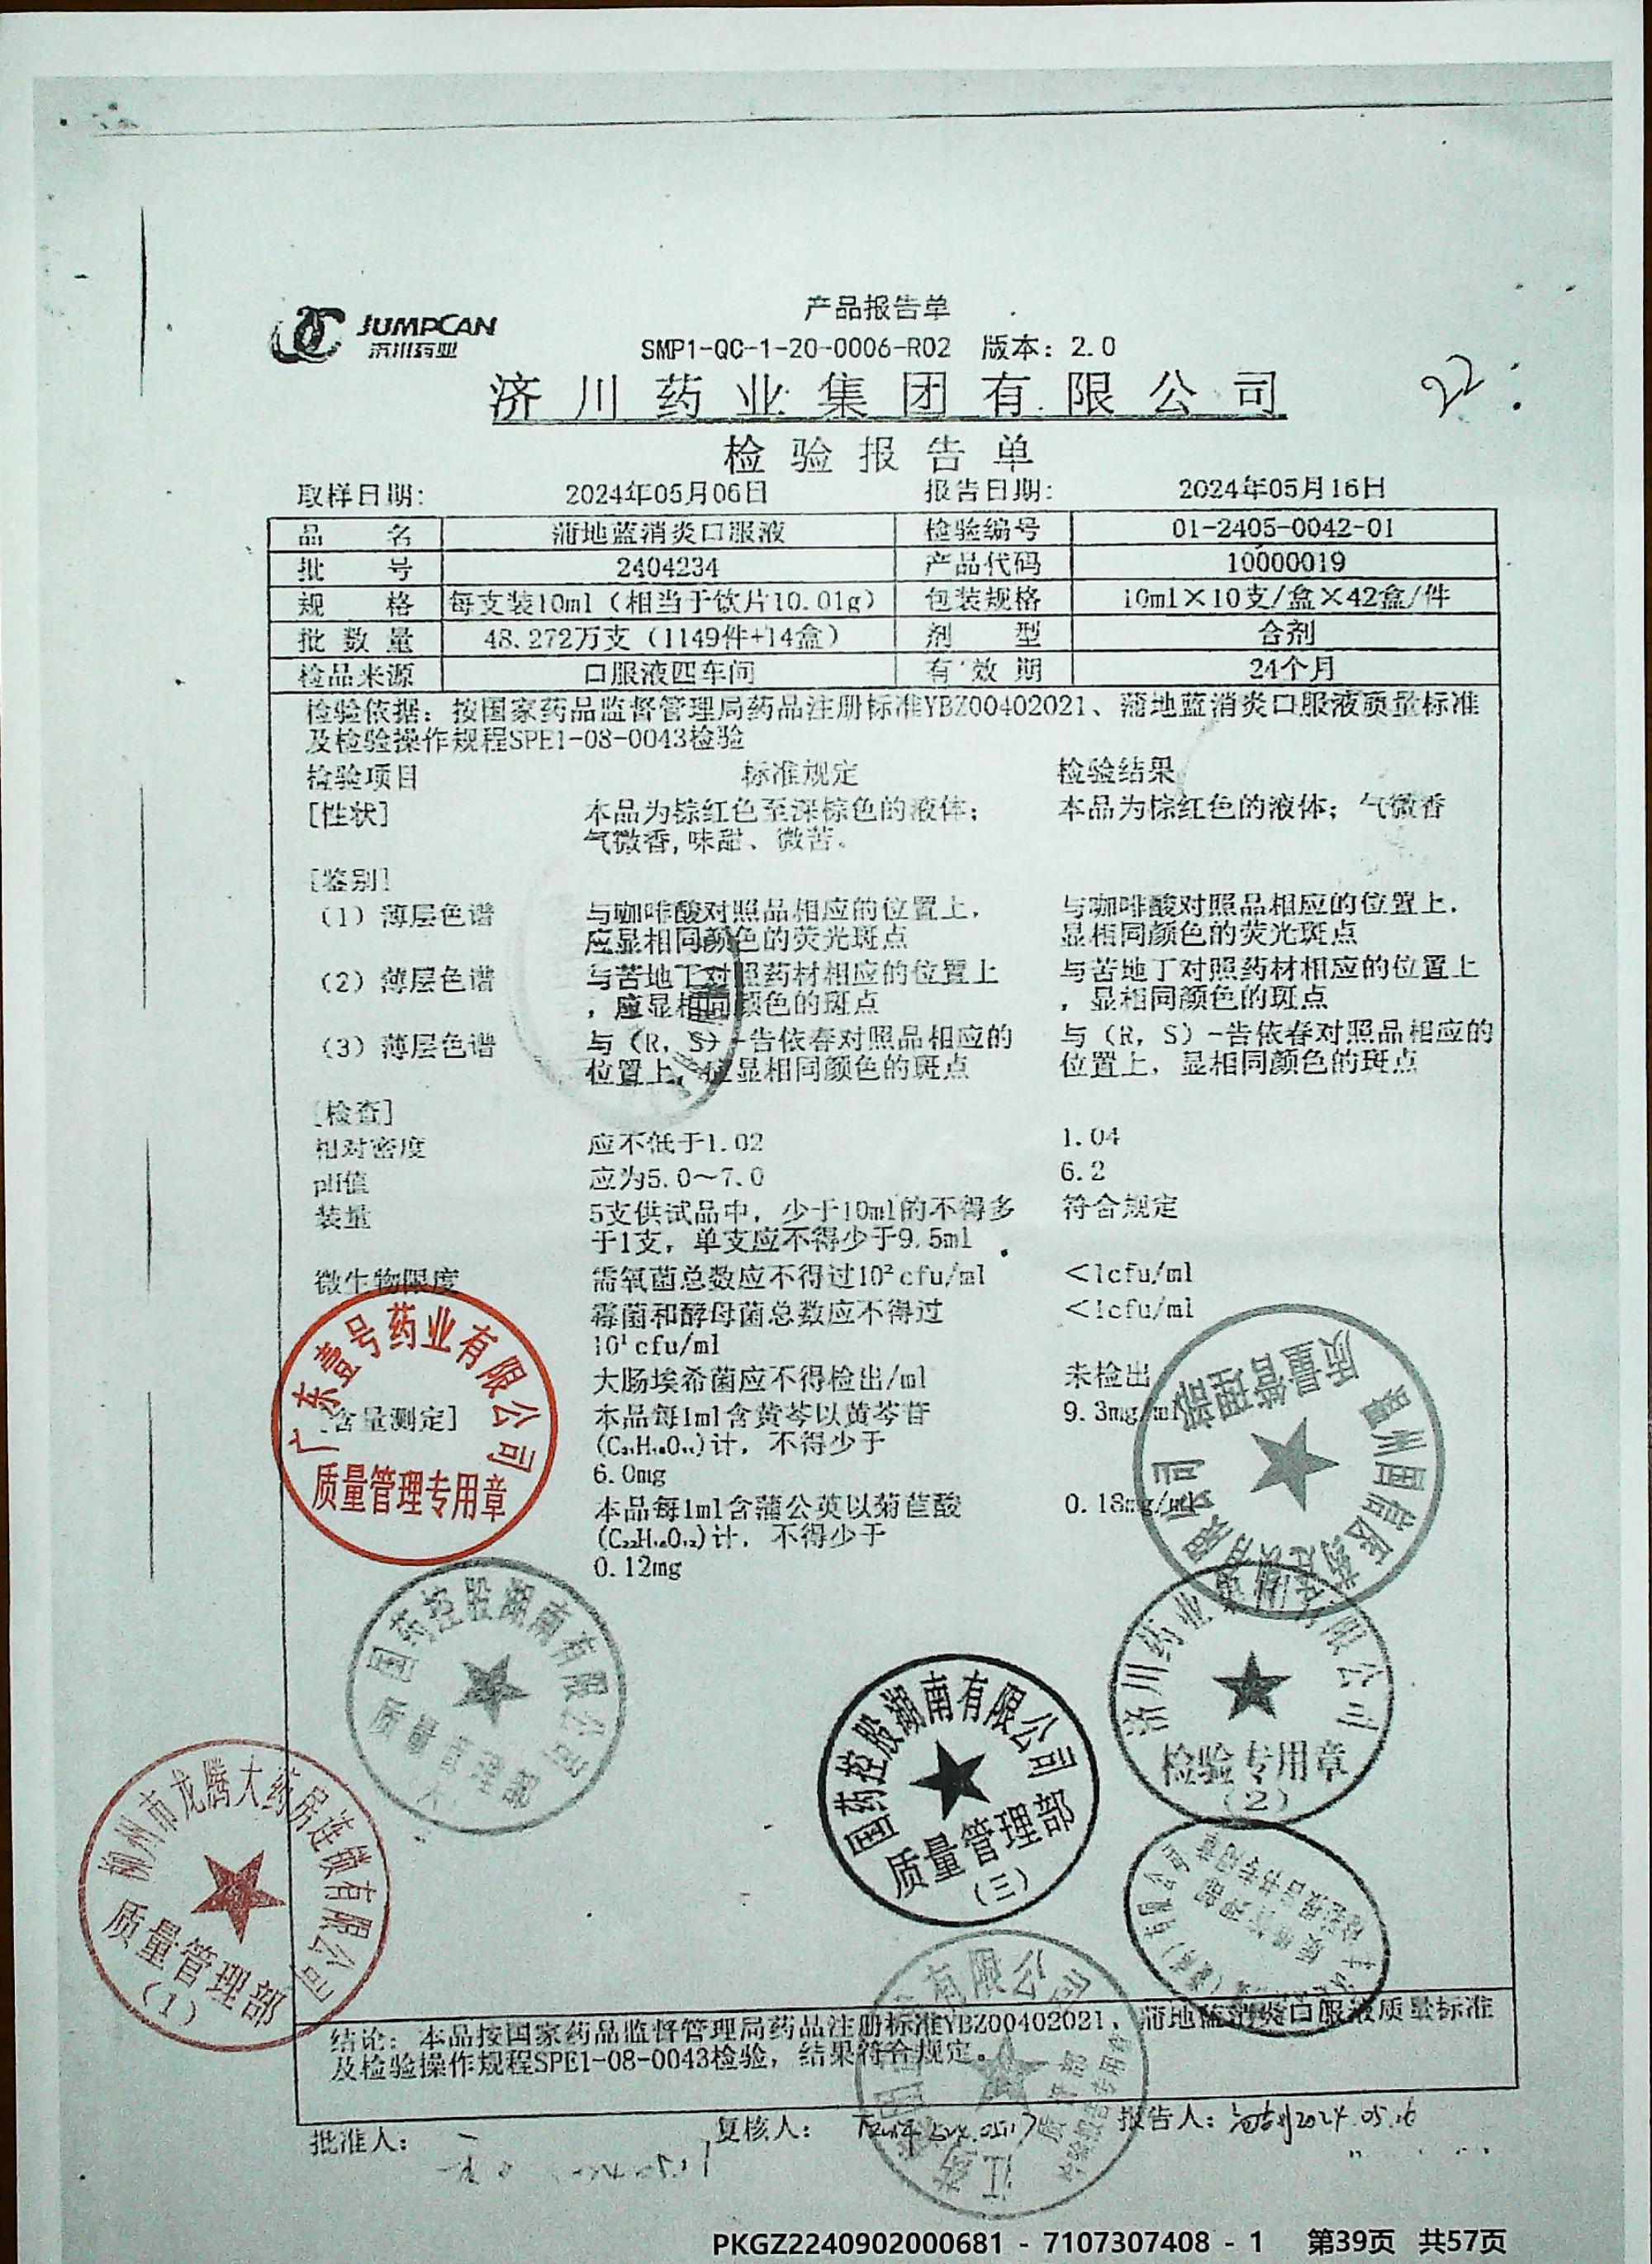 产品报告单
JUMPCAN
济川药业
SMP1-QC-1-20-0006-R02 版本：2.0
济川药业集团有限公司
22
检验报告单
取样日期： 2024年05月06日 报告日期： 2024年05月16日
品名 蒲地蓝消炎口服液 检验编号 01-2405-0042-01
批号 2404234 产品代码 10000019
规格 每支装10ml（相当于饮片10.01g） 包装规格 10ml×10支/盒×42盒/件
批数量 48.272万支（1149件+14盒） 剂型 合剂
检品来源 口服液四车间 有效期 24个月
检验依据：按国家药品监督管理局药品注册标准YBZ00402021、蒲地蓝消炎口服液质量标准
及检验操作规程SPE1-08-0043检验
检验项目 标准规定 检验结果
[性状] 本品为棕红色至深棕色的液体； 本品为棕红色的液体；气微香
气微香,味甜、微苦。
[鉴别]
（1）薄层色谱 与咖啡酸对照品相应的位置上， 与咖啡酸对照品相应的位置上，
应显相同颜色的荧光斑点 显相同颜色的荧光斑点
（2）薄层色谱 与苦地丁对照药材相应的位置上 与苦地丁对照药材相应的位置上
，应显相同颜色的斑点 ，显相同颜色的斑点
（3）薄层色谱 与（R，S）-告依春对照品相应的 与（R，S）-告依春对照品相应的
位置上，应显相同颜色的斑点 位置上，显相同颜色的斑点
[检查]
相对密度 应不低于1.02 1.04
pH值 应为5.0～7.0 6.2
装量 5支供试品中，少于10ml的不得多 符合规定
于1支，单支应不得少于9.5ml
微生物限度 需氧菌总数应不得过10²cfu/ml <1cfu/ml
霉菌和酵母菌总数应不得过 <1cfu/ml
10¹cfu/ml
大肠埃希菌应不得检出/ml 未检出
[含量测定] 本品每1ml含黄芩以黄芩苷 9.3mg/ml
计，不得少于
6.0mg
本品每1ml含蒲公英以菊苣酸 0.18mg/ml
计，不得少于
0.12mg
广东壹号药业有限公司
质量管理专用章
质量管理部
国药控股湖南有限公司
质量管理部
国药控股湖南有限公司
质量管理部
（三）
济川药业集团有限公司
检验专用章
（2）
柳州市龙腾大药房连锁有限公司
质量管理部
（1）
结论：本品按国家药品监督管理局药品注册标准YBZ00402021、蒲地蓝消炎口服液质量标准
及检验操作规程SPE1-08-0043检验，结果符合规定。
批准人： 复核人： 报告人： 2024.05.16
PKGZ2240902000681 - 7107307408 - 1 第39页 共57页